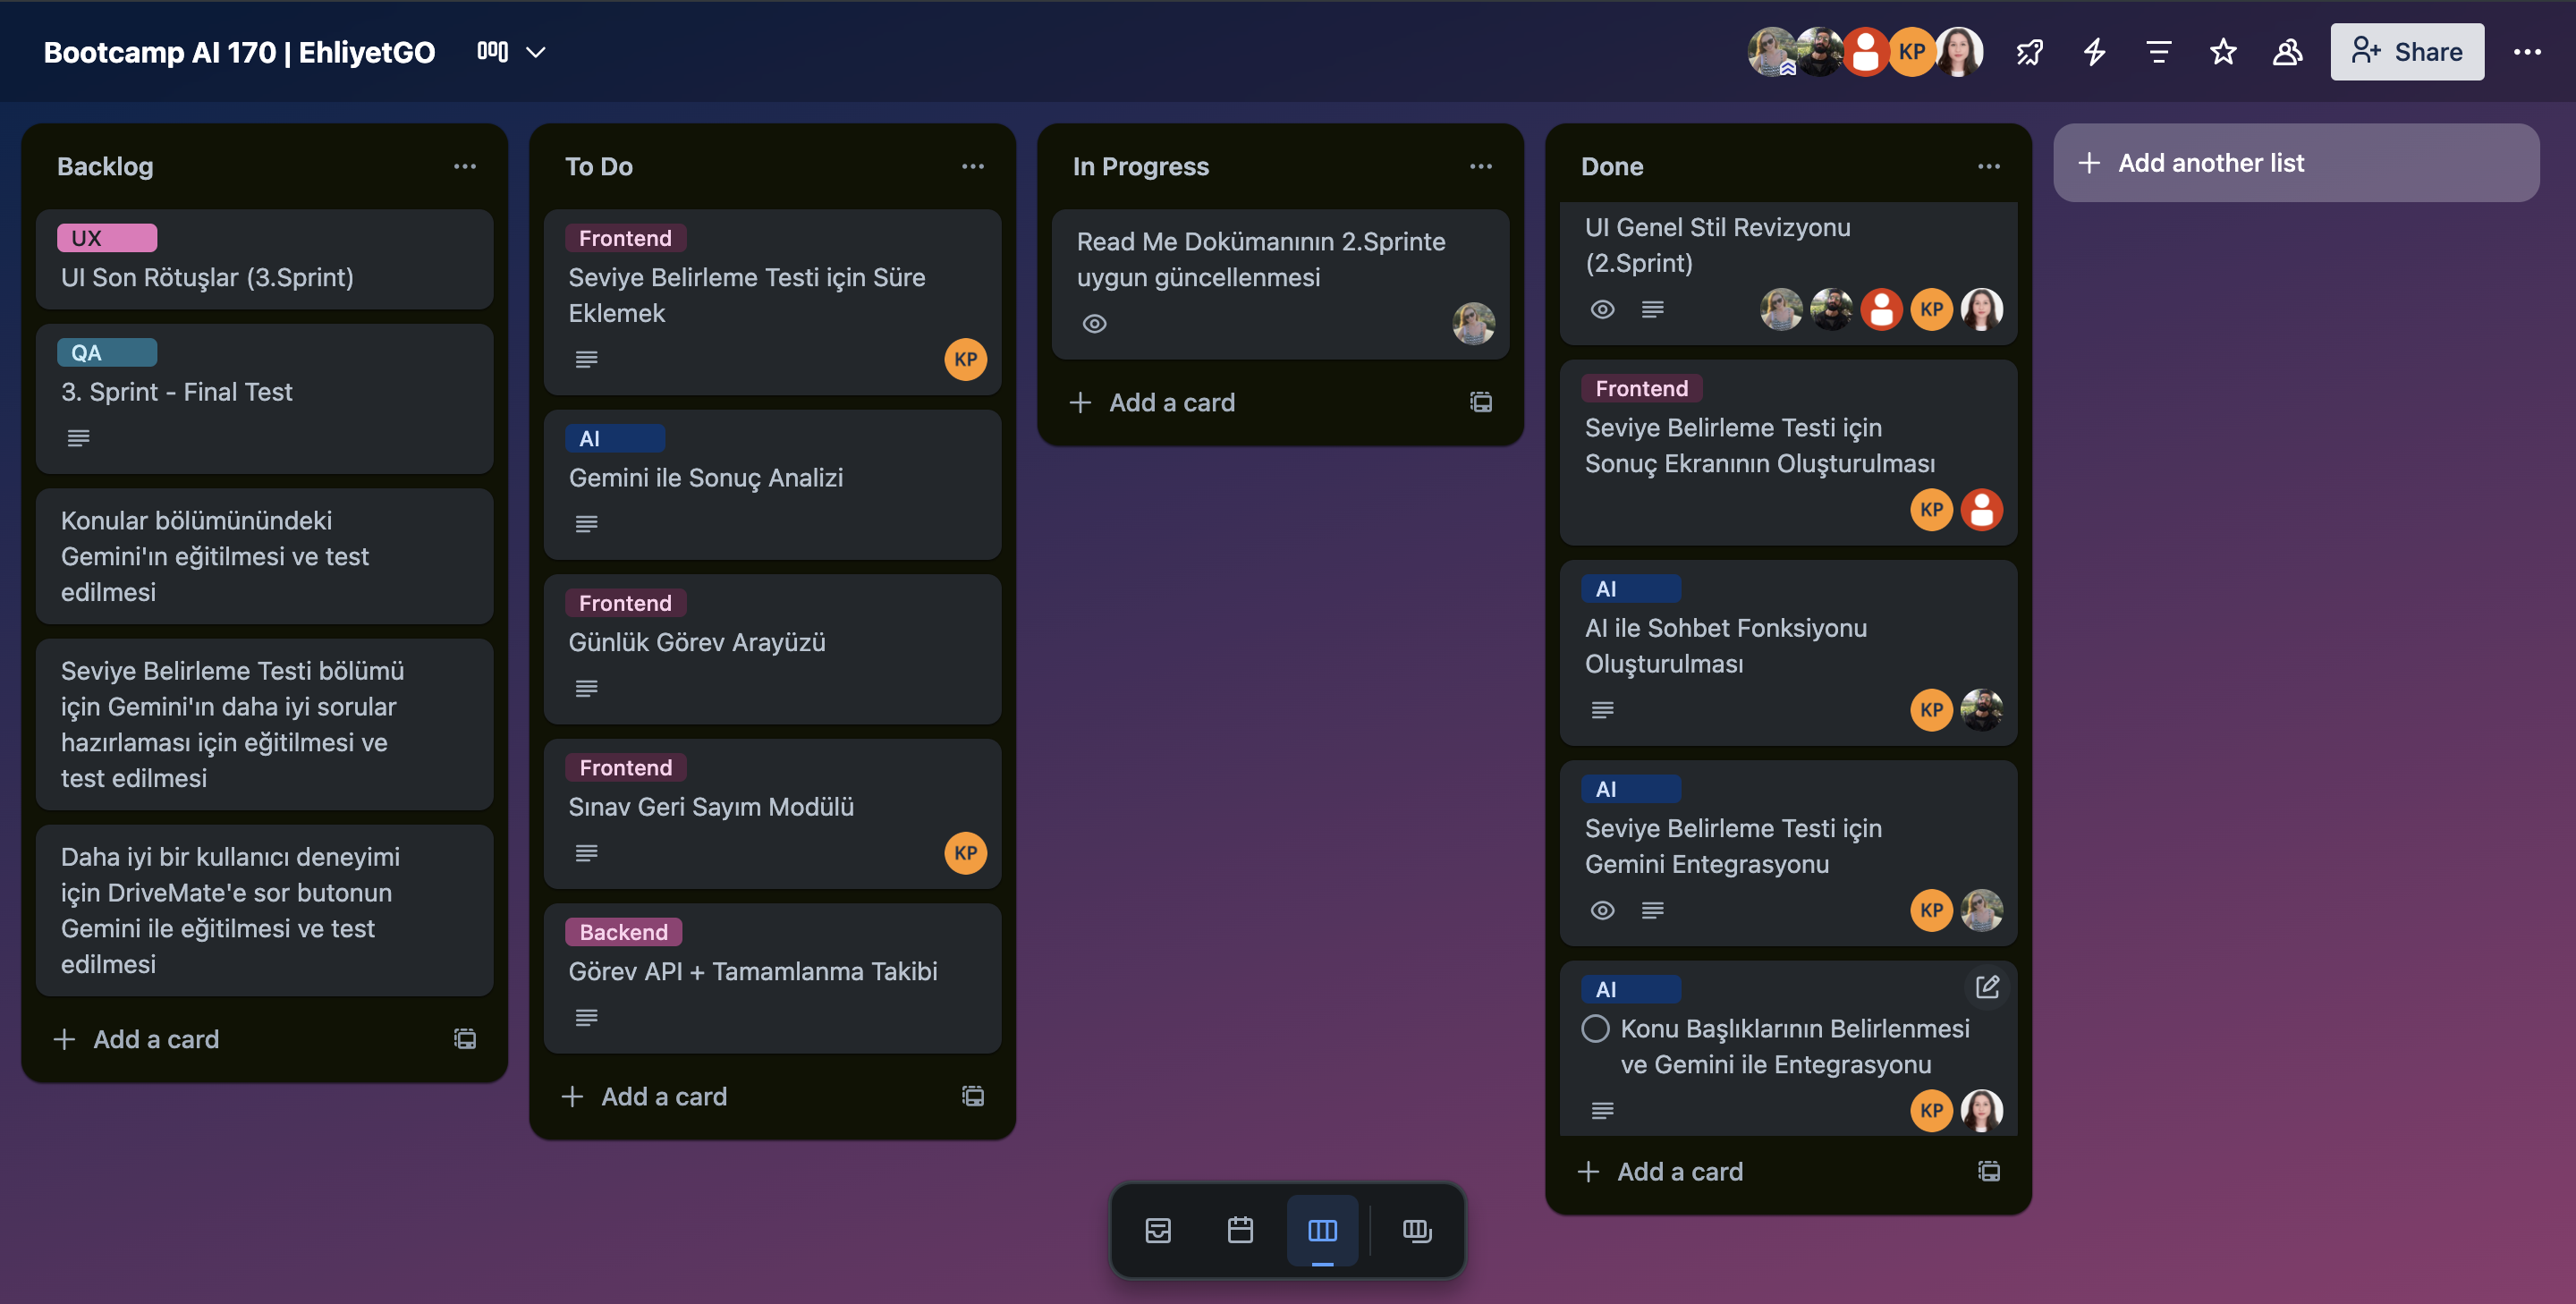 Bootcamp AI 170 | EhliyetGO
KP
Share
Backlog
UX
UI Son Rötuşlar (3.Sprint)
QA
3. Sprint - Final Test
Konular bölümünündeki
Gemini'ın eğitilmesi ve test
edilmesi
Seviye Belirleme Testi bölümü
için Gemini'ın daha iyi sorular
hazırlaması için eğitilmesi ve
test edilmesi
Daha iyi bir kullanıcı deneyimi
için DriveMate'e sor butonun
Gemini ile eğitilmesi ve test
edilmesi
Add a card
To Do
Frontend
Seviye Belirleme Testi için Süre
Eklemek
KP
AI
Gemini ile Sonuç Analizi
Frontend
Günlük Görev Arayüzü
Frontend
Sınav Geri Sayım Modülü
KP
Backend
Görev API + Tamamlanma Takibi
Add a card
In Progress
Read Me Dokümanının 2.Sprinte
uygun güncellenmesi
Add a card
Done
UI Genel Stil Revizyonu
(2.Sprint)
KP
Frontend
Seviye Belirleme Testi için
Sonuç Ekranının Oluşturulması
KP
AI
AI ile Sohbet Fonksiyonu
Oluşturulması
KP
AI
Seviye Belirleme Testi için
Gemini Entegrasyonu
KP
AI
Konu Başlıklarının Belirlenmesi
ve Gemini ile Entegrasyonu
KP
Add a card
Add another list